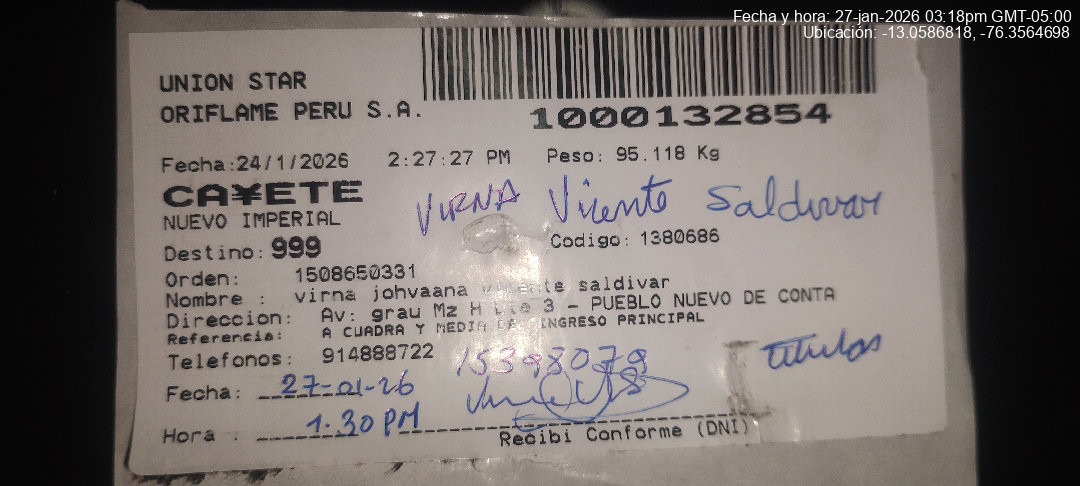 Fecha y hora: 27-jan-2026 03:18pm GMT-05:00
Ubicación: -13.0586818, -76.3564698
UNION STAR
ORIFLAME PERU S.A.
1000132854
Fecha:24/1/2026 2:27:27 PM Peso: 95.118 Kg
CA¥ETE
VIRNA Vicente Saldivar
NUEVO IMPERIAL
Codigo: 1380686
Destino: 999
Orden: 1508650331
Nombre : virna johvaana vicente saldivar
Direccion: Av: grau Mz H Lte 3 - PUEBLO NUEVO DE CONTA
Referencia: A CUADRA Y MEDIA DEL INGRESO PRINCIPAL
Telefonos: 914888722
15398079
titulas
Fecha: 27-01-26
Hora : 1.30 PM
Recibi Conforme (DNI)